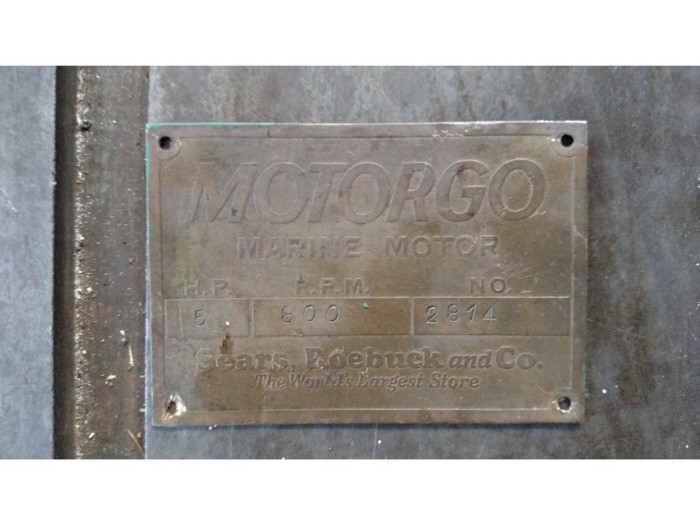 MOTORGO
MARINE MOTOR
H.P. R.P.M. NO.
5 800 2814
Sears, Roebuck and Co.
The World's Largest Store